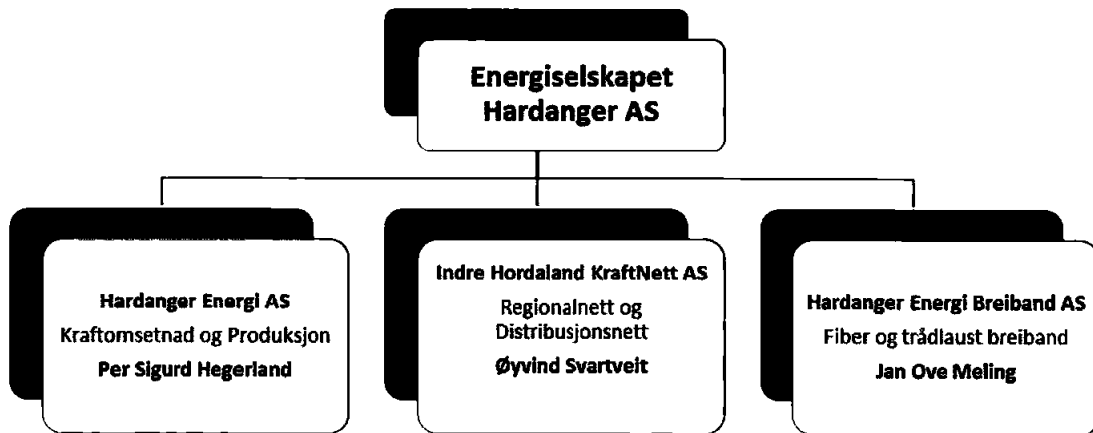 Energiselskapet
Hardanger AS
Hardanger Energi AS
Kraftomsetnad og Produksjon
Per Sigurd Hegerland
Indre Hordaland KraftNett AS
Regionalnett og
Distribusjonsnett
Øyvind Svartveit
Hardanger Energi Breiband AS
Fiber og trådlaust breiband
Jan Ove Meling